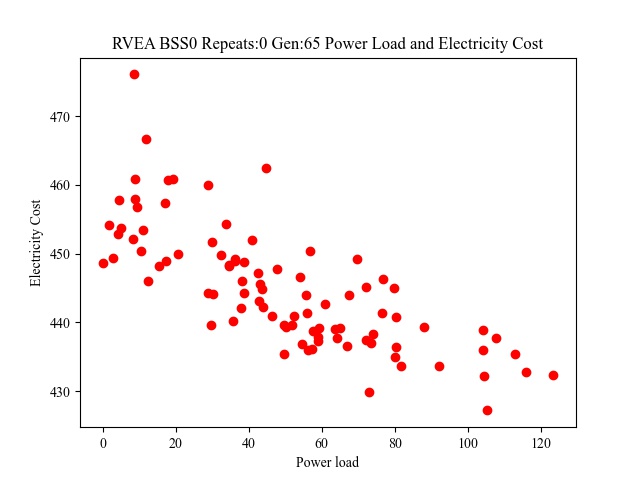 RVEA BSS0 Repeats:0 Gen:65 Power Load and Electricity Cost
470
460
450
440
430
Electricity Cost
0 20 40 60 80 100 120
Power load